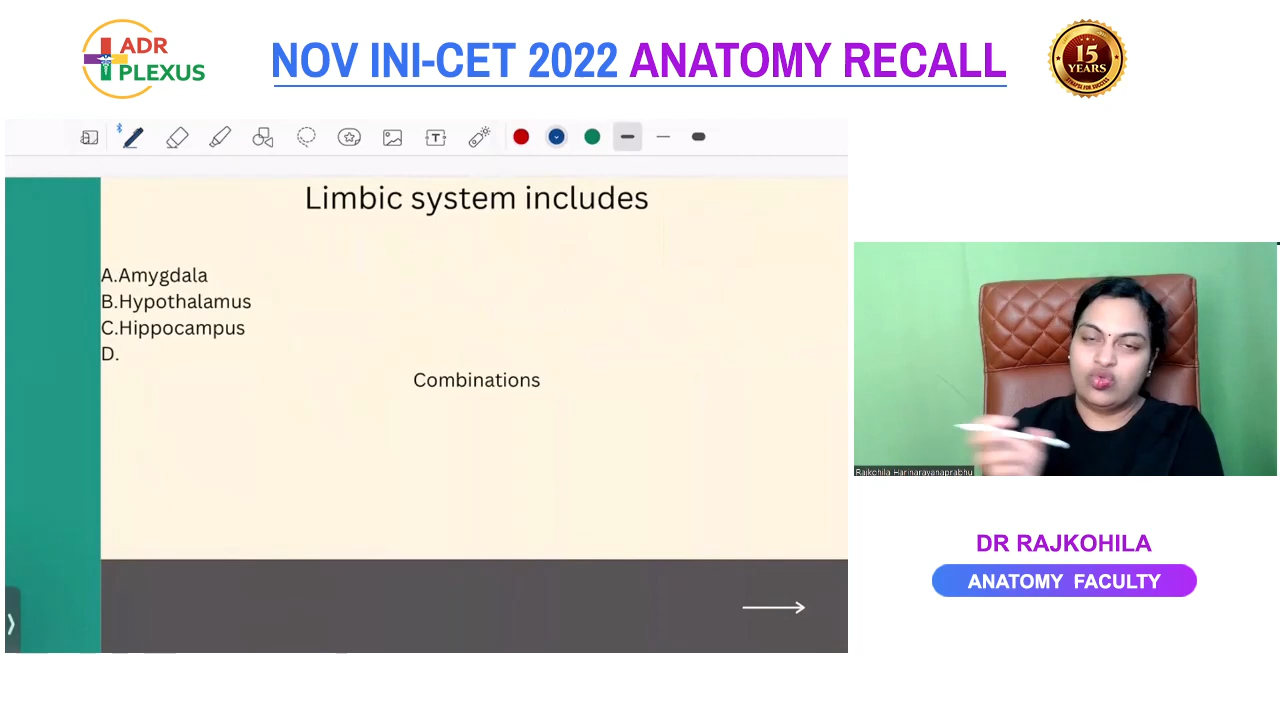 ADR
PLEXUS
NOV INI-CET 2022 ANATOMY RECALL
15
YEARS
T
Limbic system includes
A.Amygdala
B.Hypothalamus
C.Hippocampus
D.
Combinations
Rajkohila Harinarayanaprabhu
DR RAJKOHILA
ANATOMY FACULTY